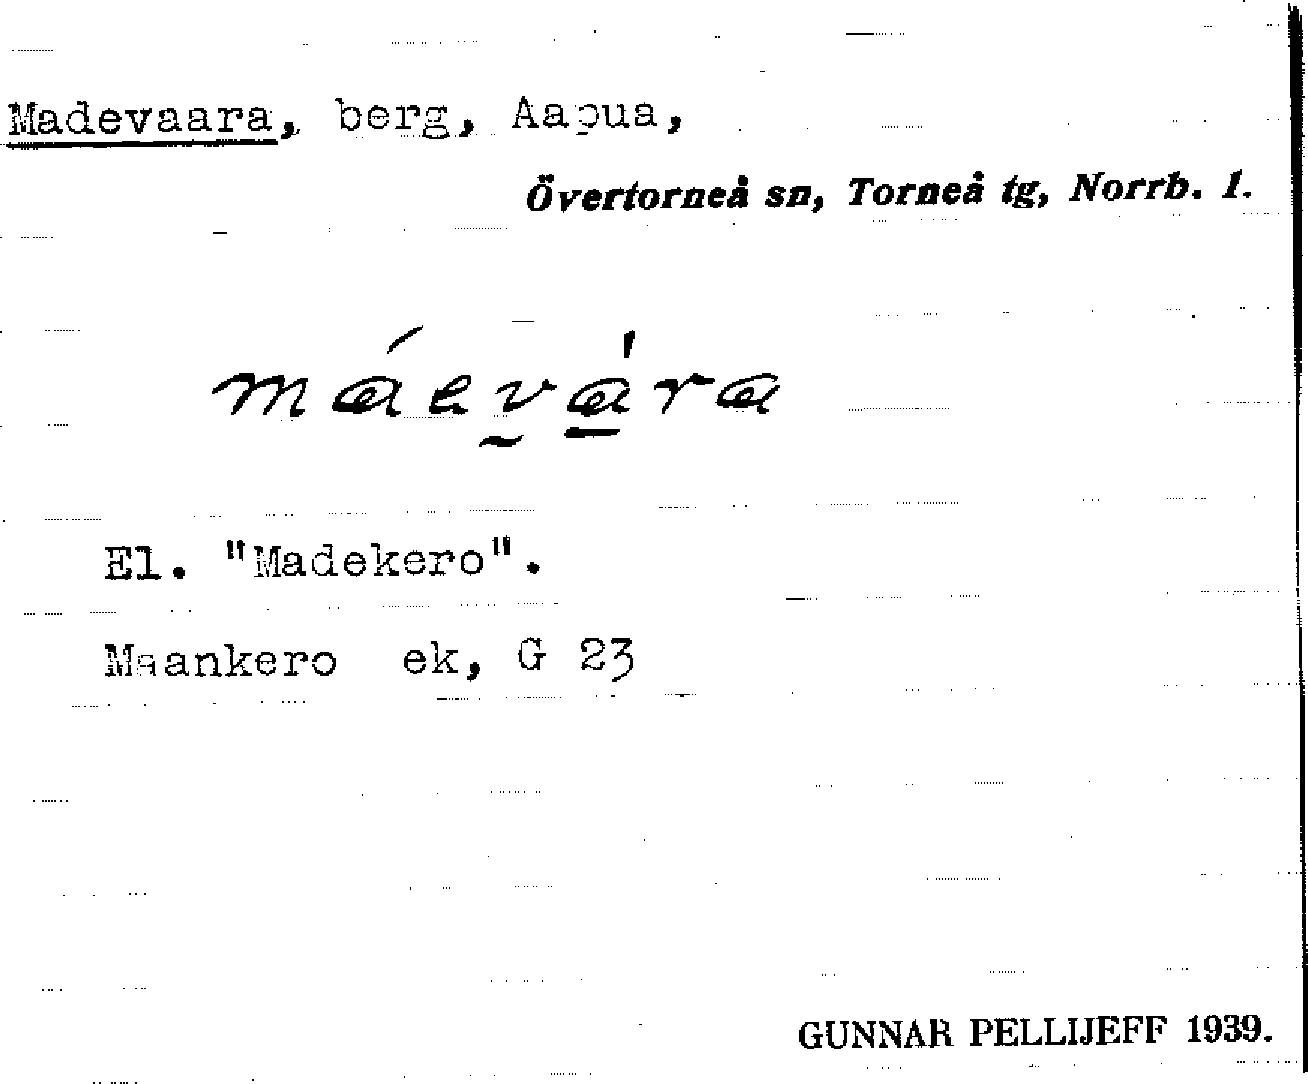 Madevaara, berg, Aapua,
Övertorneå sn, Torneå tg, Norrb. l.
máevára
El. "Madekero".
Maankero ek, G 23
GUNNAR PELLIJEFF 1939.